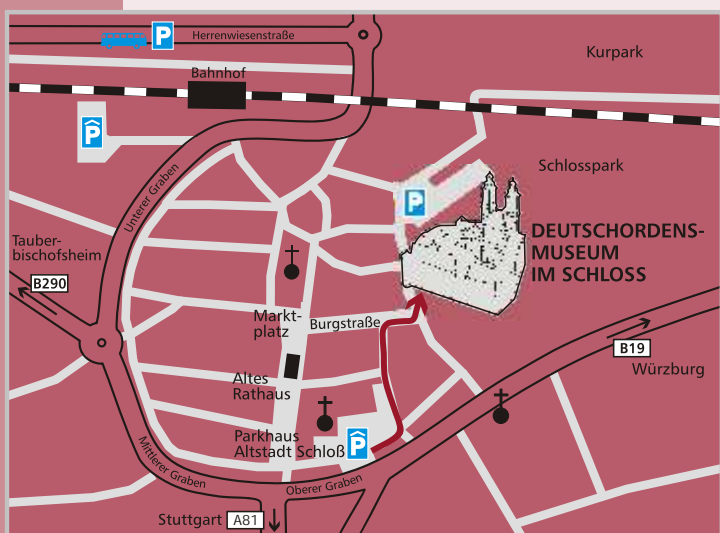 P
Herrenwiesenstraße
Kurpark
Bahnhof
P
Schlosspark
Unterer Graben
P
DEUTSCHORDENS-
MUSEUM
IM SCHLOSS
Tauber-
bischofsheim
B290
Markt-
platz
Burgstraße
B19
Würzburg
Altes
Rathaus
Parkhaus
Altstadt Schloß
P
Mittlerer Graben
Oberer Graben
Stuttgart
A81